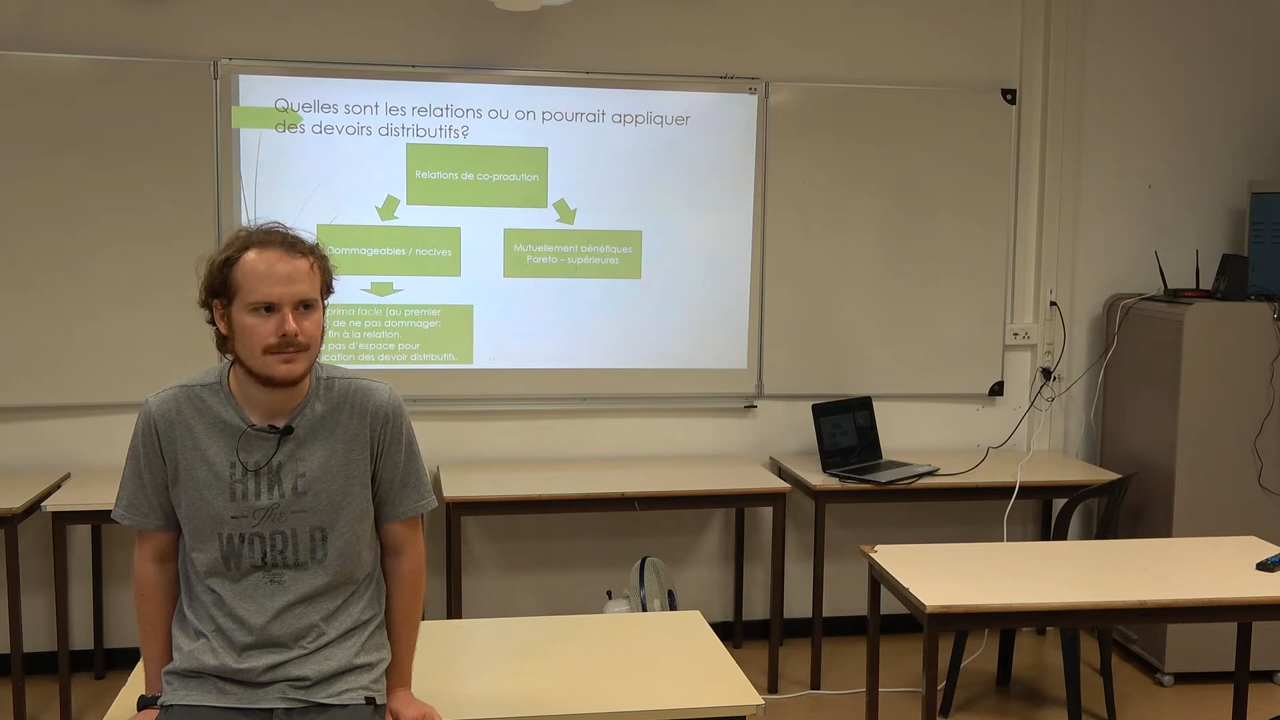 Quelles sont les relations ou on pourrait appliquer
des devoirs distributifs?
Relations de co-prodution
Dommageables / nocives
Mutuellement bénéfiques
Pareto – supérieures
prima facie (au premier
de ne pas dommager:
fin à la relation.
pas d'espace pour
des devoir distributifs.
HIKE
The
WORLD